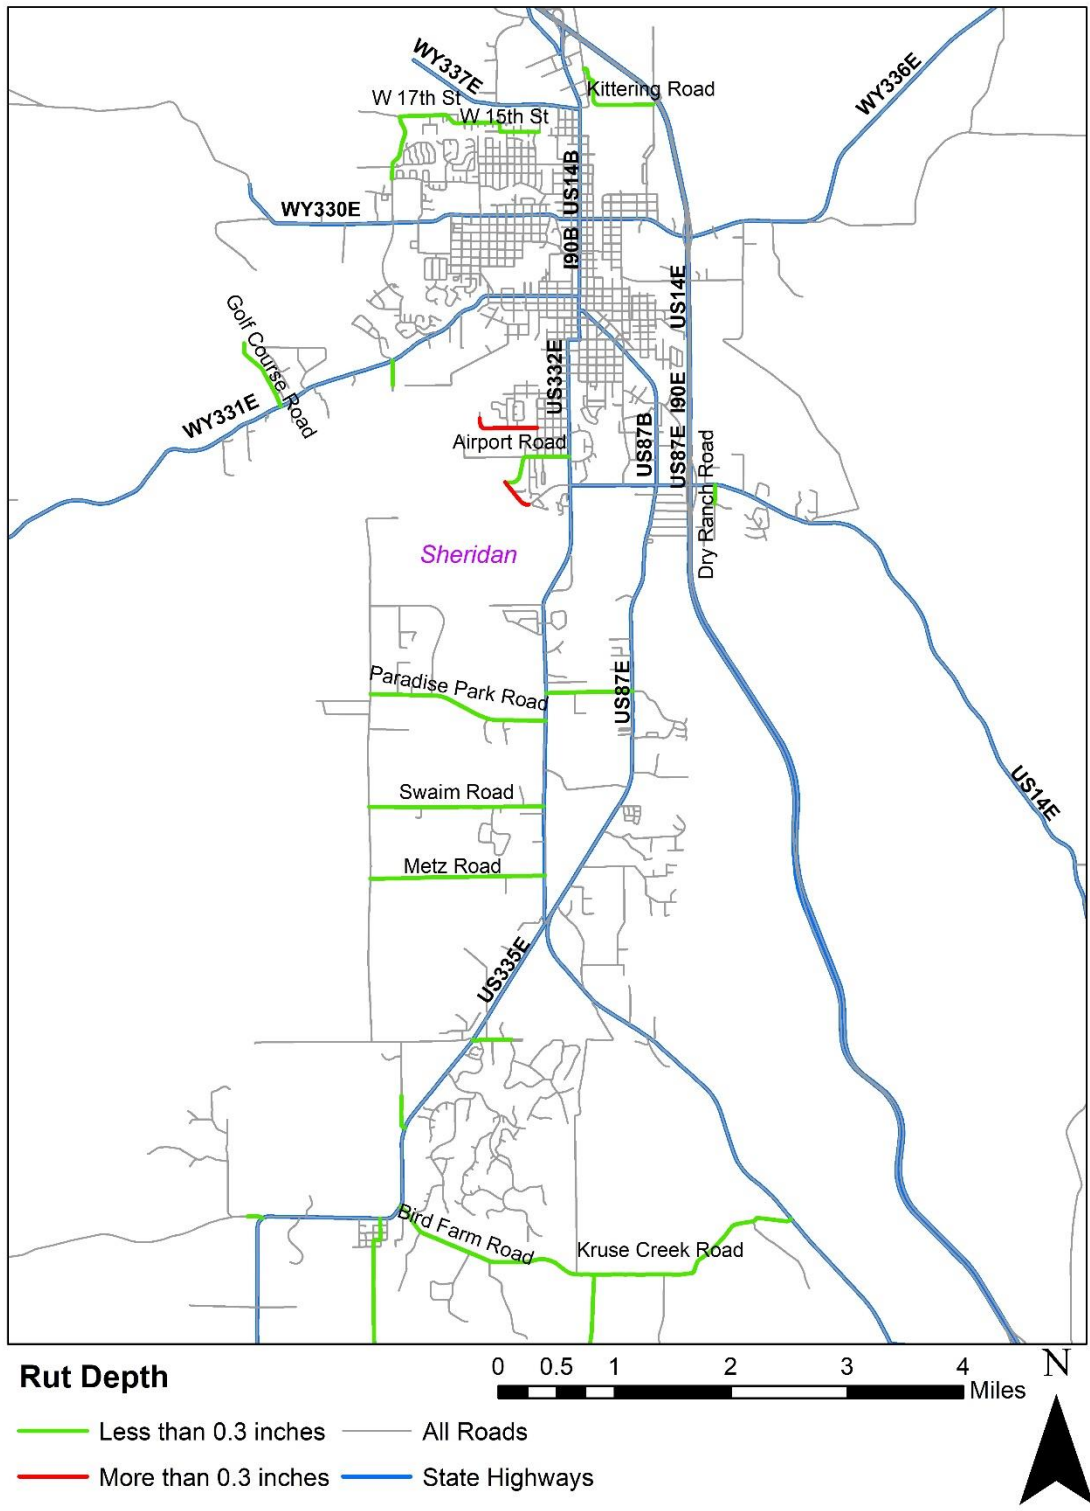 WY337E
WY336E
Kittering Road
W 17th St
W 15th St
US14B
WY330E
I90B
US14E
Golf Course Road
US332E
I90E
WY331E
US87B
Airport Road
US87E
Dry Ranch Road
Sheridan
Paradise Park Road
US87E
US14E
Swaim Road
Metz Road
US335E
Bird Farm Road
Kruse Creek Road
Rut Depth
0 0.5 1 2 3 4
Miles
N
Less than 0.3 inches
All Roads
More than 0.3 inches
State Highways